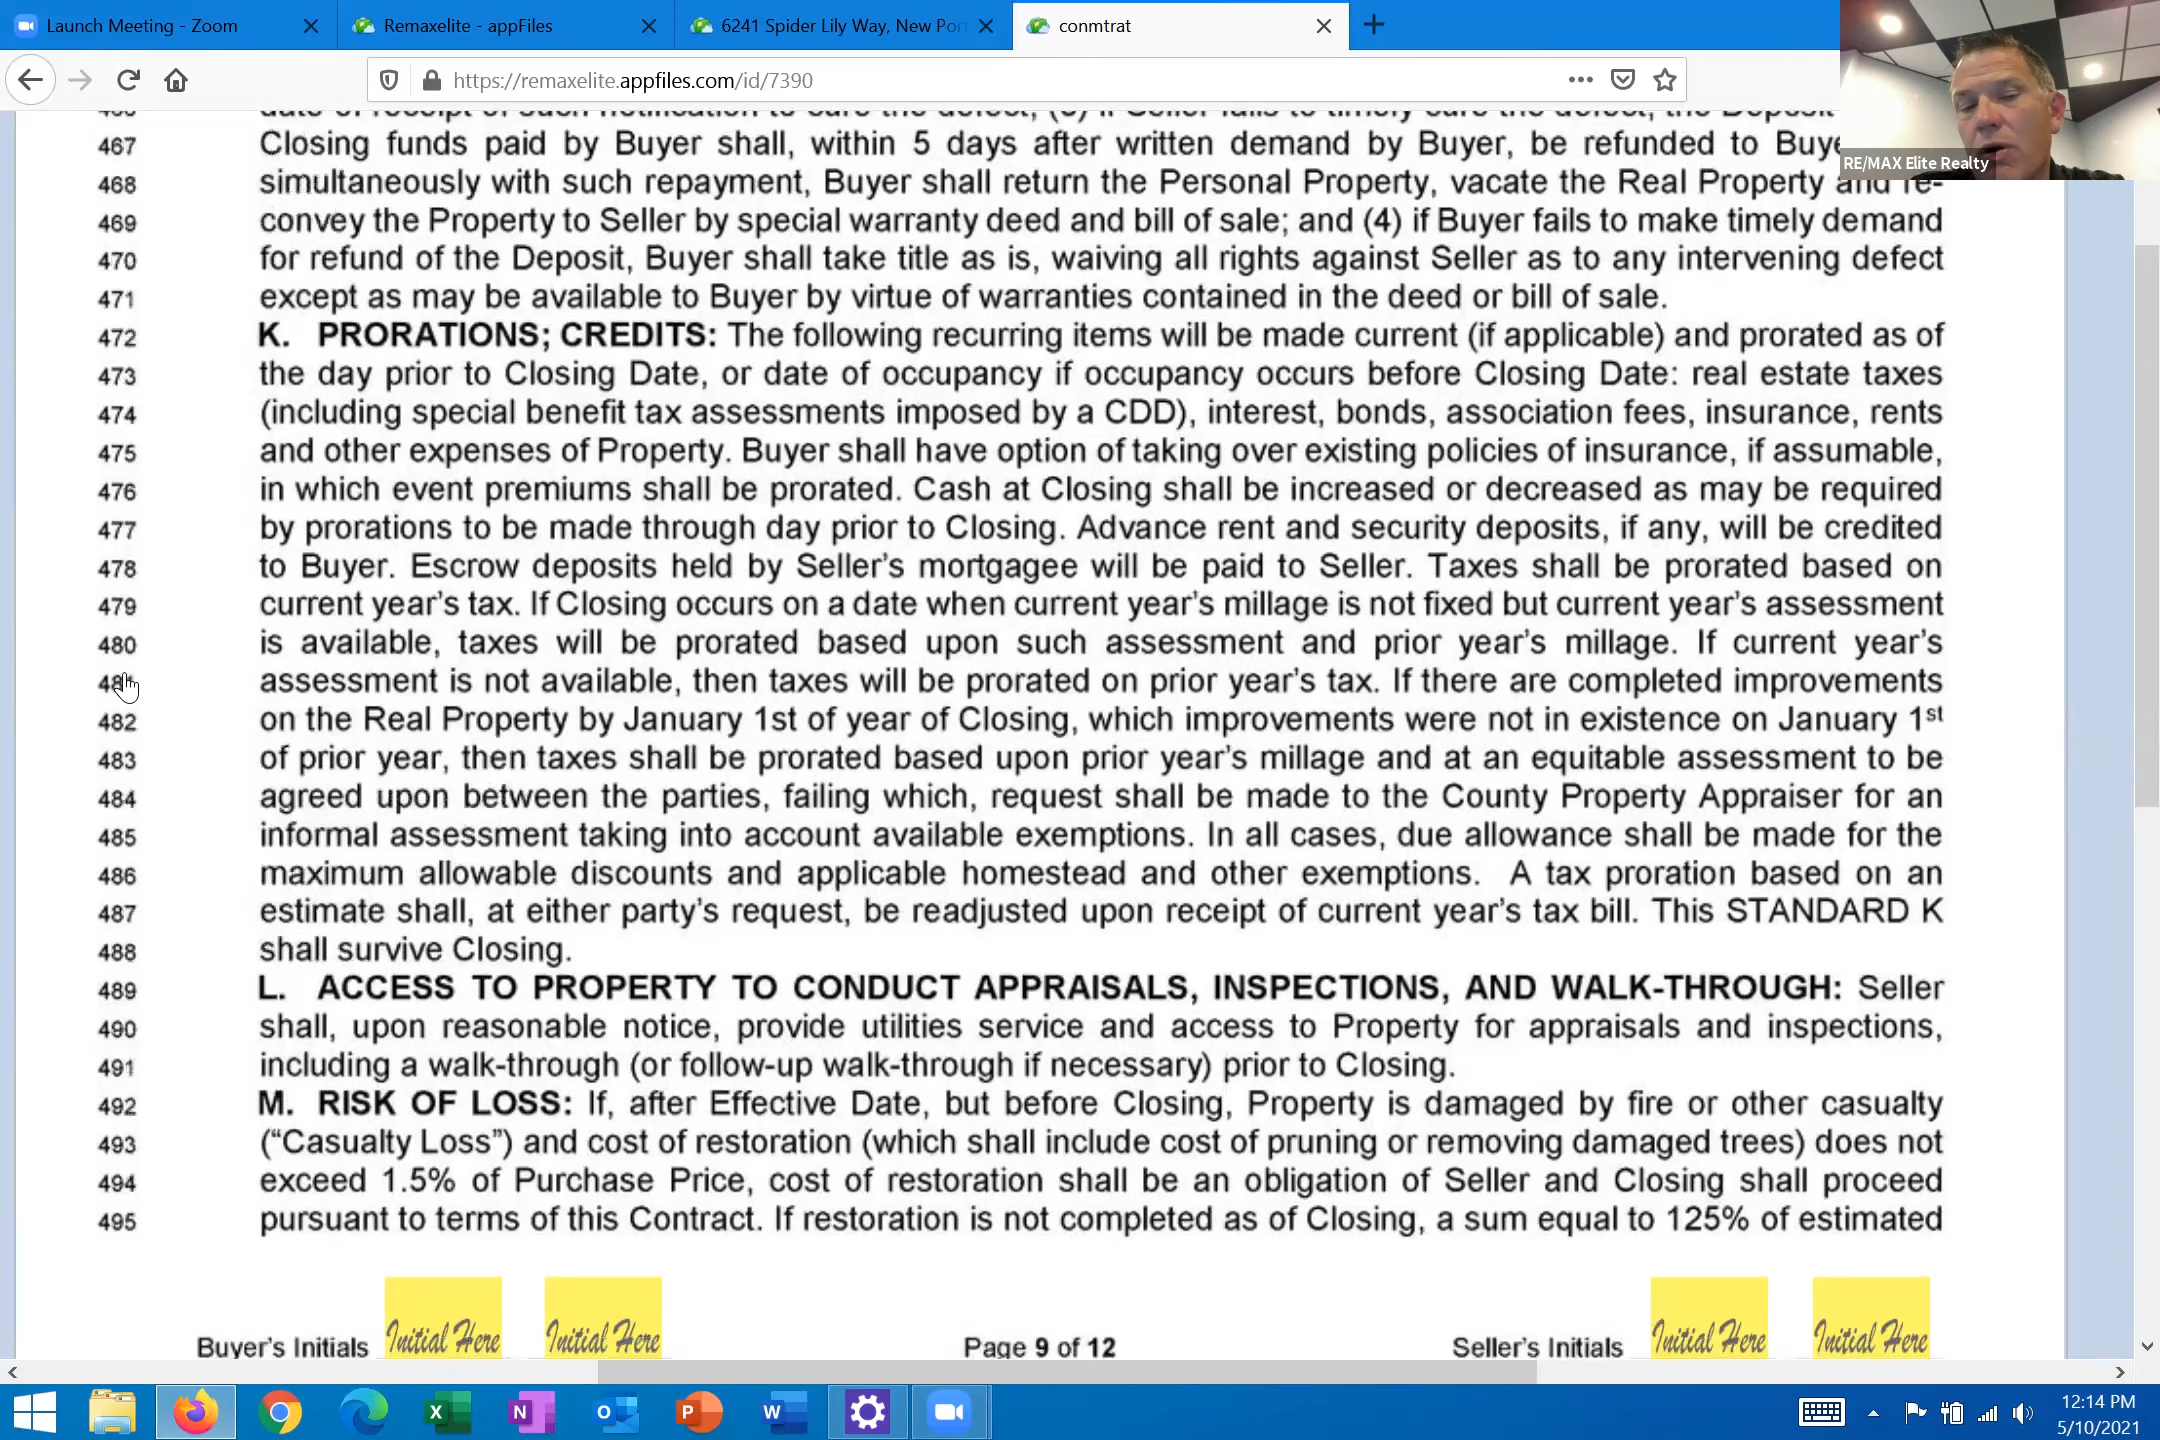 Launch Meeting - Zoom
Remaxelite - appFiles
6241 Spider Lily Way, New Por
conmtrat
https://remaxelite.appfiles.com/id/7390
RE/MAX Elite Realty
467 Closing funds paid by Buyer shall, within 5 days after written demand by Buyer, be refunded to
468 simultaneously with such repayment, Buyer shall return the Personal Property, vacate the Real Property and re-
469 convey the Property to Seller by special warranty deed and bill of sale; and (4) if Buyer fails to make timely demand
470 for refund of the Deposit, Buyer shall take title as is, waiving all rights against Seller as to any intervening defect
471 except as may be available to Buyer by virtue of warranties contained in the deed or bill of sale.
472 K. PRORATIONS; CREDITS: The following recurring items will be made current (if applicable) and prorated as of
473 the day prior to Closing Date, or date of occupancy if occupancy occurs before Closing Date: real estate taxes
474 (including special benefit tax assessments imposed by a CDD), interest, bonds, association fees, insurance, rents
475 and other expenses of Property. Buyer shall have option of taking over existing policies of insurance, if assumable,
476 in which event premiums shall be prorated. Cash at Closing shall be increased or decreased as may be required
477 by prorations to be made through day prior to Closing. Advance rent and security deposits, if any, will be credited
478 to Buyer. Escrow deposits held by Seller's mortgagee will be paid to Seller. Taxes shall be prorated based on
479 current year's tax. If Closing occurs on a date when current year's millage is not fixed but current year's assessment
480 is available, taxes will be prorated based upon such assessment and prior year's millage. If current year's
481 assessment is not available, then taxes will be prorated on prior year's tax. If there are completed improvements
482 on the Real Property by January 1st of year of Closing, which improvements were not in existence on January 1st
483 of prior year, then taxes shall be prorated based upon prior year's millage and at an equitable assessment to be
484 agreed upon between the parties, failing which, request shall be made to the County Property Appraiser for an
485 informal assessment taking into account available exemptions. In all cases, due allowance shall be made for the
486 maximum allowable discounts and applicable homestead and other exemptions. A tax proration based on an
487 estimate shall, at either party's request, be readjusted upon receipt of current year's tax bill. This STANDARD K
488 shall survive Closing.
489 L. ACCESS TO PROPERTY TO CONDUCT APPRAISALS, INSPECTIONS, AND WALK-THROUGH: Seller
490 shall, upon reasonable notice, provide utilities service and access to Property for appraisals and inspections,
491 including a walk-through (or follow-up walk-through if necessary) prior to Closing.
492 M. RISK OF LOSS: If, after Effective Date, but before Closing, Property is damaged by fire or other casualty
493 ("Casualty Loss") and cost of restoration (which shall include cost of pruning or removing damaged trees) does not
494 exceed 1.5% of Purchase Price, cost of restoration shall be an obligation of Seller and Closing shall proceed
495 pursuant to terms of this Contract. If restoration is not completed as of Closing, a sum equal to 125% of estimated
Buyer's Initials Initial Here Initial Here Page 9 of 12 Seller's Initials Initial Here Initial Here
12:14 PM
5/10/2021